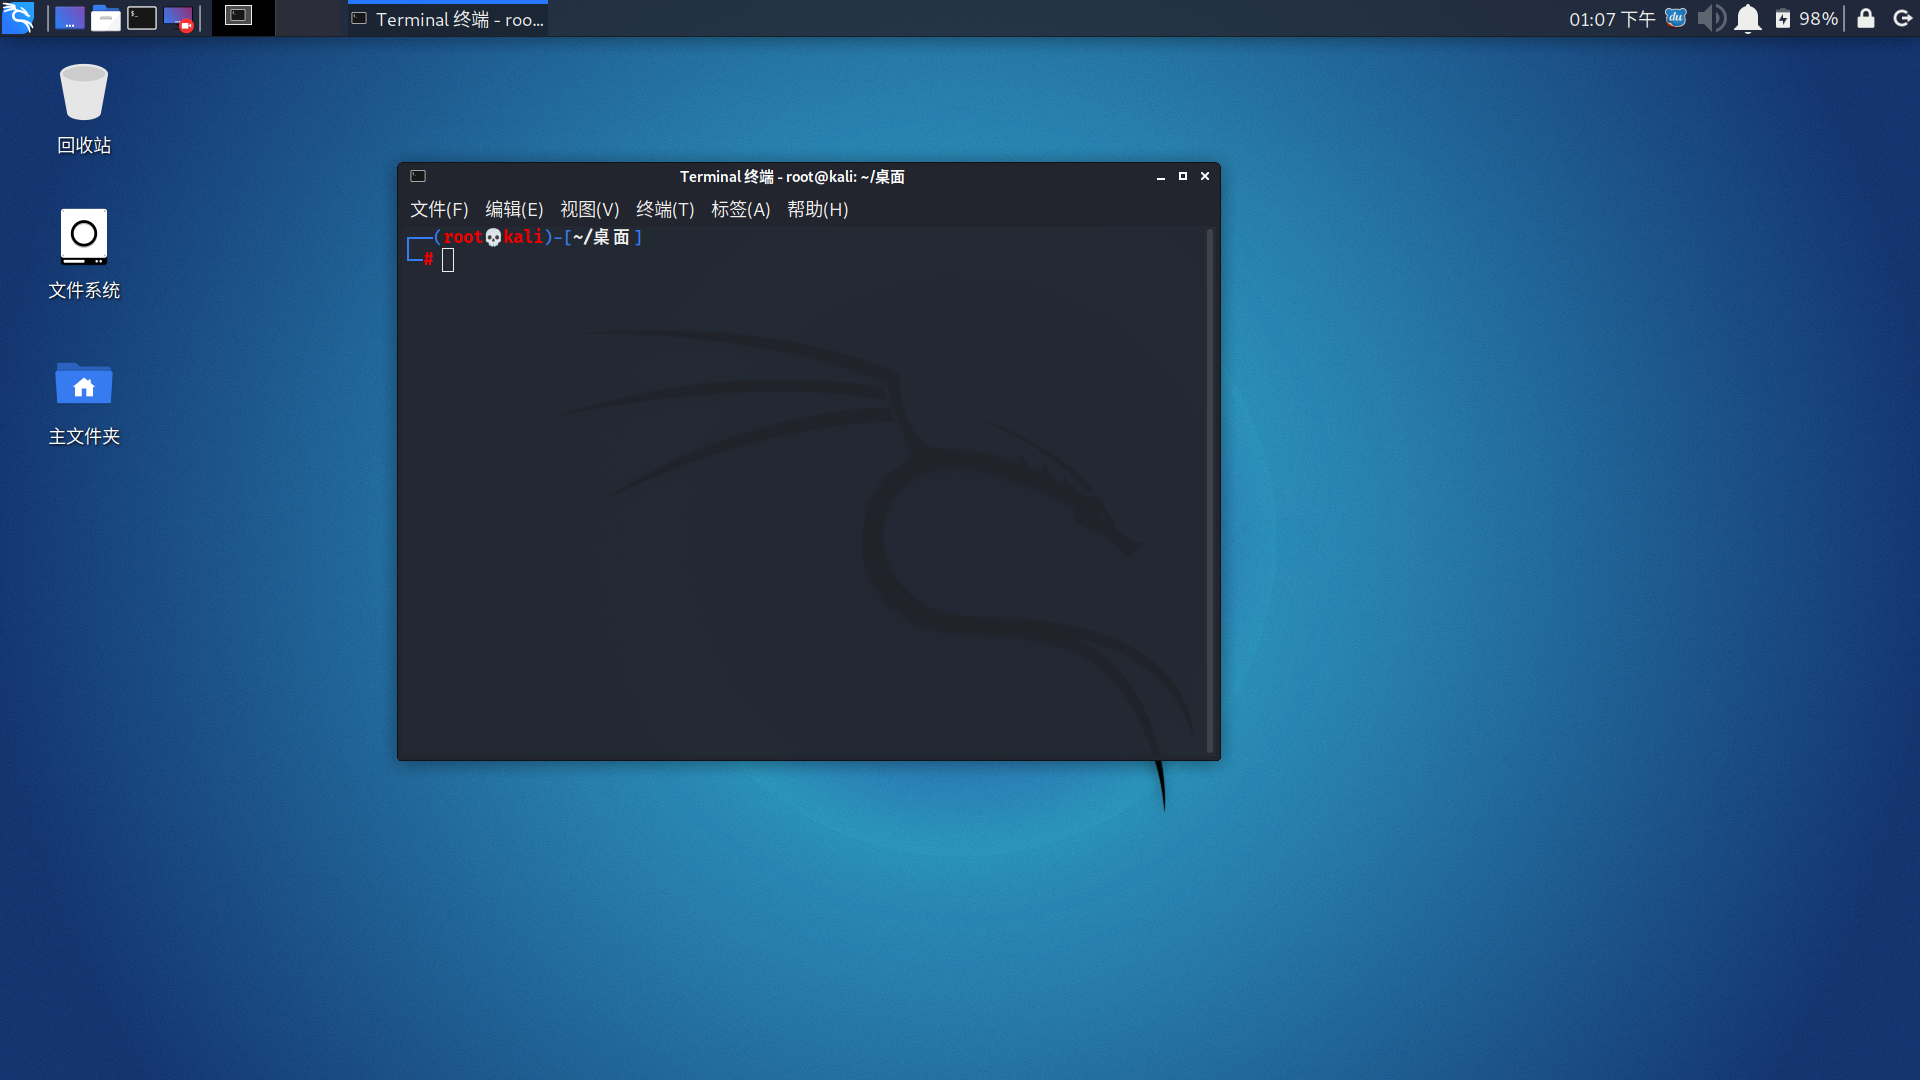 Terminal 终端 - roo...
01:07 下午
du
98%
回收站
文件系统
主文件夹
Terminal 终端 - root@kali: ~/桌面
文件(F) 编辑(E) 视图(V) 终端(T) 标签(A) 帮助(H)
┌──(root💀kali)-[~/桌面]
└─#